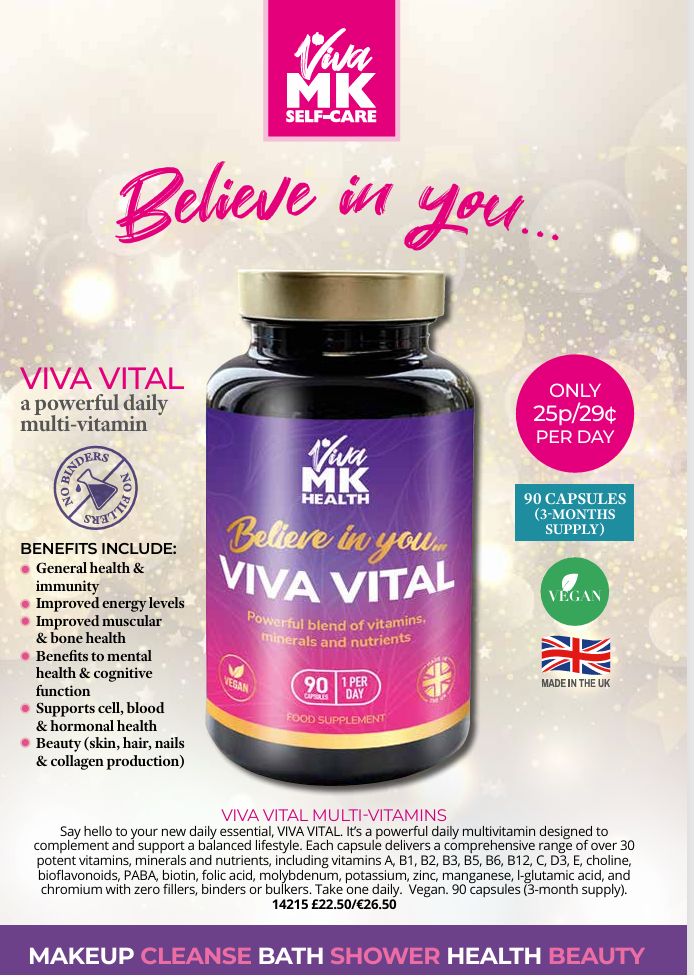 Viva
MK
SELF-CARE
Believe in you...
VIVA VITAL
a powerful daily
multi-vitamin
NO BINDERS
NO FILLERS
BENEFITS INCLUDE:
General health &
immunity
Improved energy levels
Improved muscular
& bone health
Benefits to mental
health & cognitive
function
Supports cell, blood
& hormonal health
Beauty (skin, hair, nails
& collagen production)
Viva
MK
HEALTH
Believe in you...
VIVA VITAL
Powerful blend of vitamins,
minerals and nutrients
VEGAN
90
CAPSULES
1 PER
DAY
MADE IN
THE UK
FOOD SUPPLEMENT
ONLY
25p/29¢
PER DAY
90 CAPSULES
(3-MONTHS
SUPPLY)
VEGAN
MADE IN THE UK
VIVA VITAL MULTI-VITAMINS
Say hello to your new daily essential, VIVA VITAL. It's a powerful daily multivitamin designed to
complement and support a balanced lifestyle. Each capsule delivers a comprehensive range of over 30
potent vitamins, minerals and nutrients, including vitamins A, B1, B2, B3, B5, B6, B12, C, D3, E, choline,
bioflavonoids, PABA, biotin, folic acid, molybdenum, potassium, zinc, manganese, l-glutamic acid, and
chromium with zero fillers, binders or bulkers. Take one daily. Vegan. 90 capsules (3-month supply).
14215 £22.50/€26.50
MAKEUP CLEANSE BATH SHOWER HEALTH BEAUTY